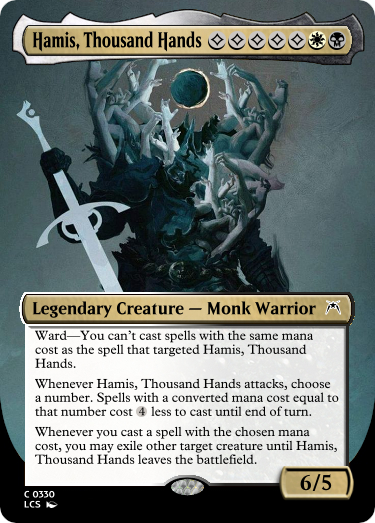 Hamis, Thousand Hands
Legendary Creature — Monk Warrior
Ward—You can't cast spells with the same mana
cost as the spell that targeted Hamis, Thousand
Hands.
Whenever Hamis, Thousand Hands attacks, choose
a number. Spells with a converted mana cost equal to
that number cost 4 less to cast until end of turn.
Whenever you cast a spell with the chosen mana
cost, you may exile other target creature until Hamis,
Thousand Hands leaves the battlefield.
6/5
C 0330
LCS